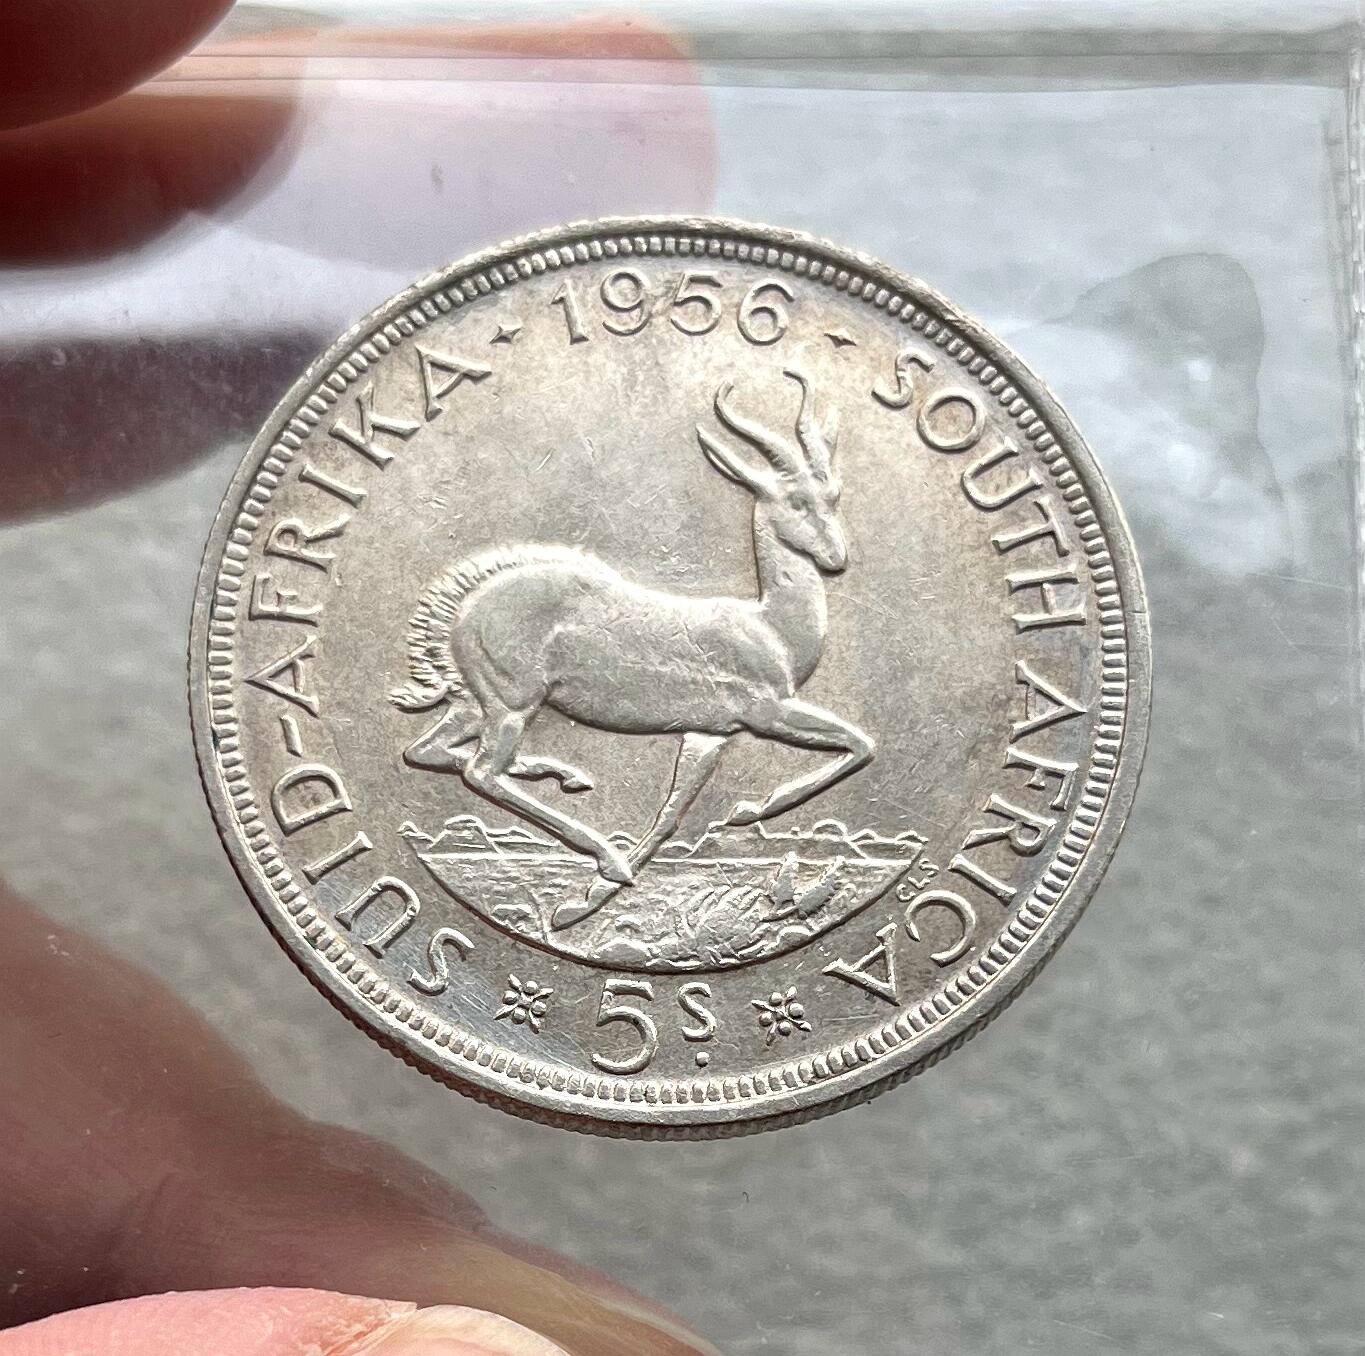 SUID-AFRIKA · 1956 · SOUTH AFRICA
5s.
CLS